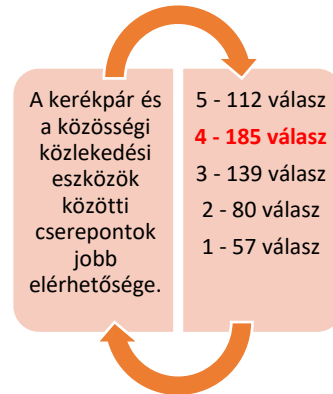 A kerékpár és
a közösségi
közlekedési
eszközök
közötti
cserepontok
jobb
elérhetősége.
5 - 112 válasz
4 - 185 válasz
3 - 139 válasz
2 - 80 válasz
1 - 57 válasz